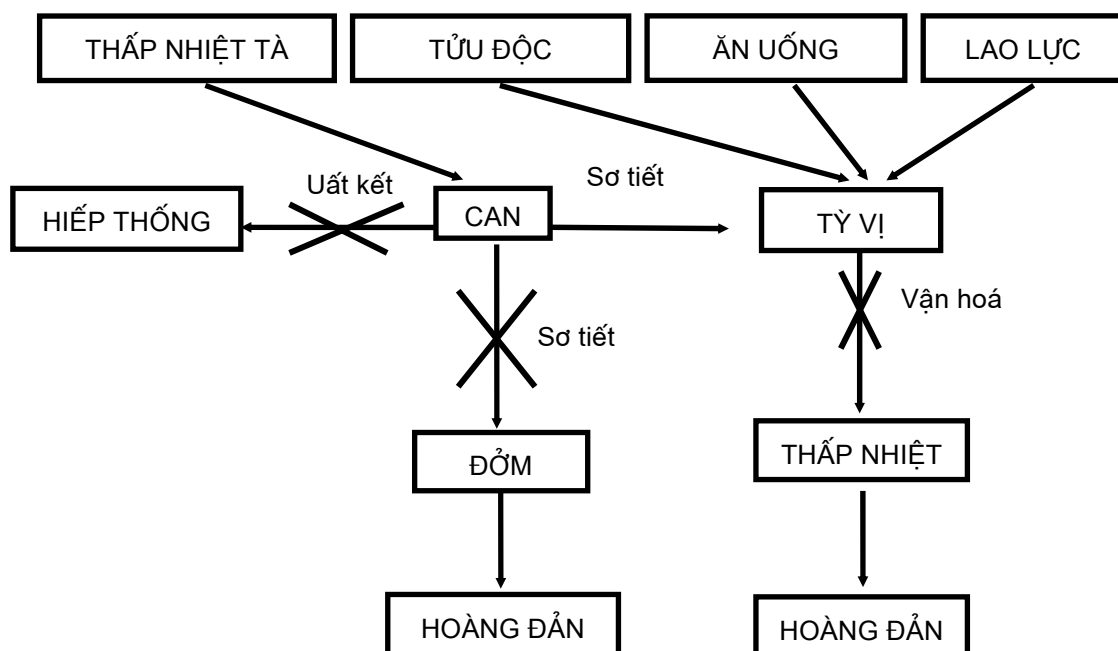 THẤP NHIỆT TÀ
TỬU ĐỘC
ĂN UỐNG
LAO LỰC
Uất kết
Sơ tiết
HIẾP THỐNG
CAN
TỲ VỊ
Vận hoá
Sơ tiết
ĐỞM
THẤP NHIỆT
HOÀNG ĐẢN
HOÀNG ĐẢN